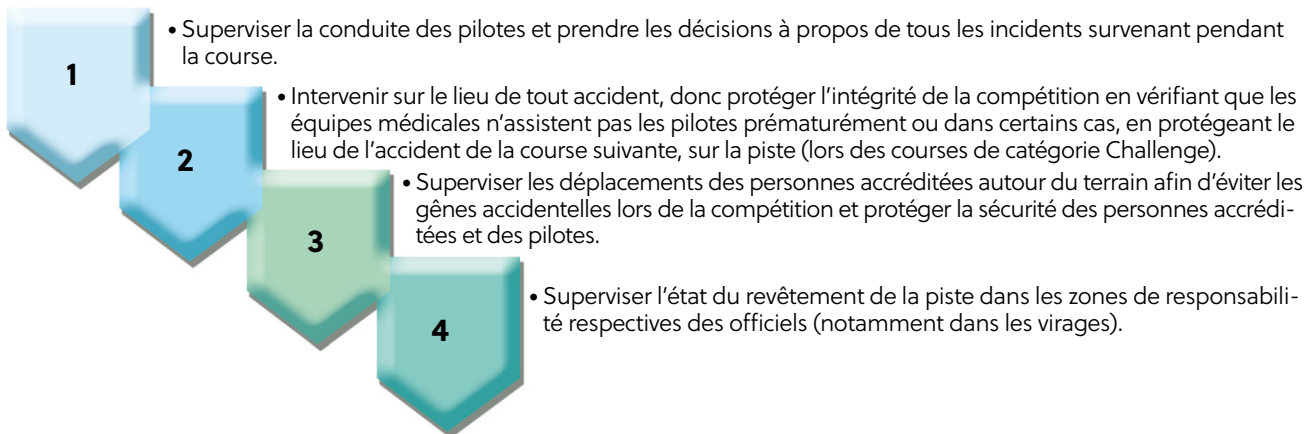 1
• Superviser la conduite des pilotes et prendre les décisions à propos de tous les incidents survenant pendant
la course.
2
• Intervenir sur le lieu de tout accident, donc protéger l'intégrité de la compétition en vérifiant que les
équipes médicales n'assistent pas les pilotes prématurément ou dans certains cas, en protégeant le
lieu de l'accident de la course suivante, sur la piste (lors des courses de catégorie Challenge).
3
• Superviser les déplacements des personnes accréditées autour du terrain afin d'éviter les
gênes accidentelles lors de la compétition et protéger la sécurité des personnes accrédi-
tées et des pilotes.
4
• Superviser l'état du revêtement de la piste dans les zones de responsabili-
té respectives des officiels (notamment dans les virages).